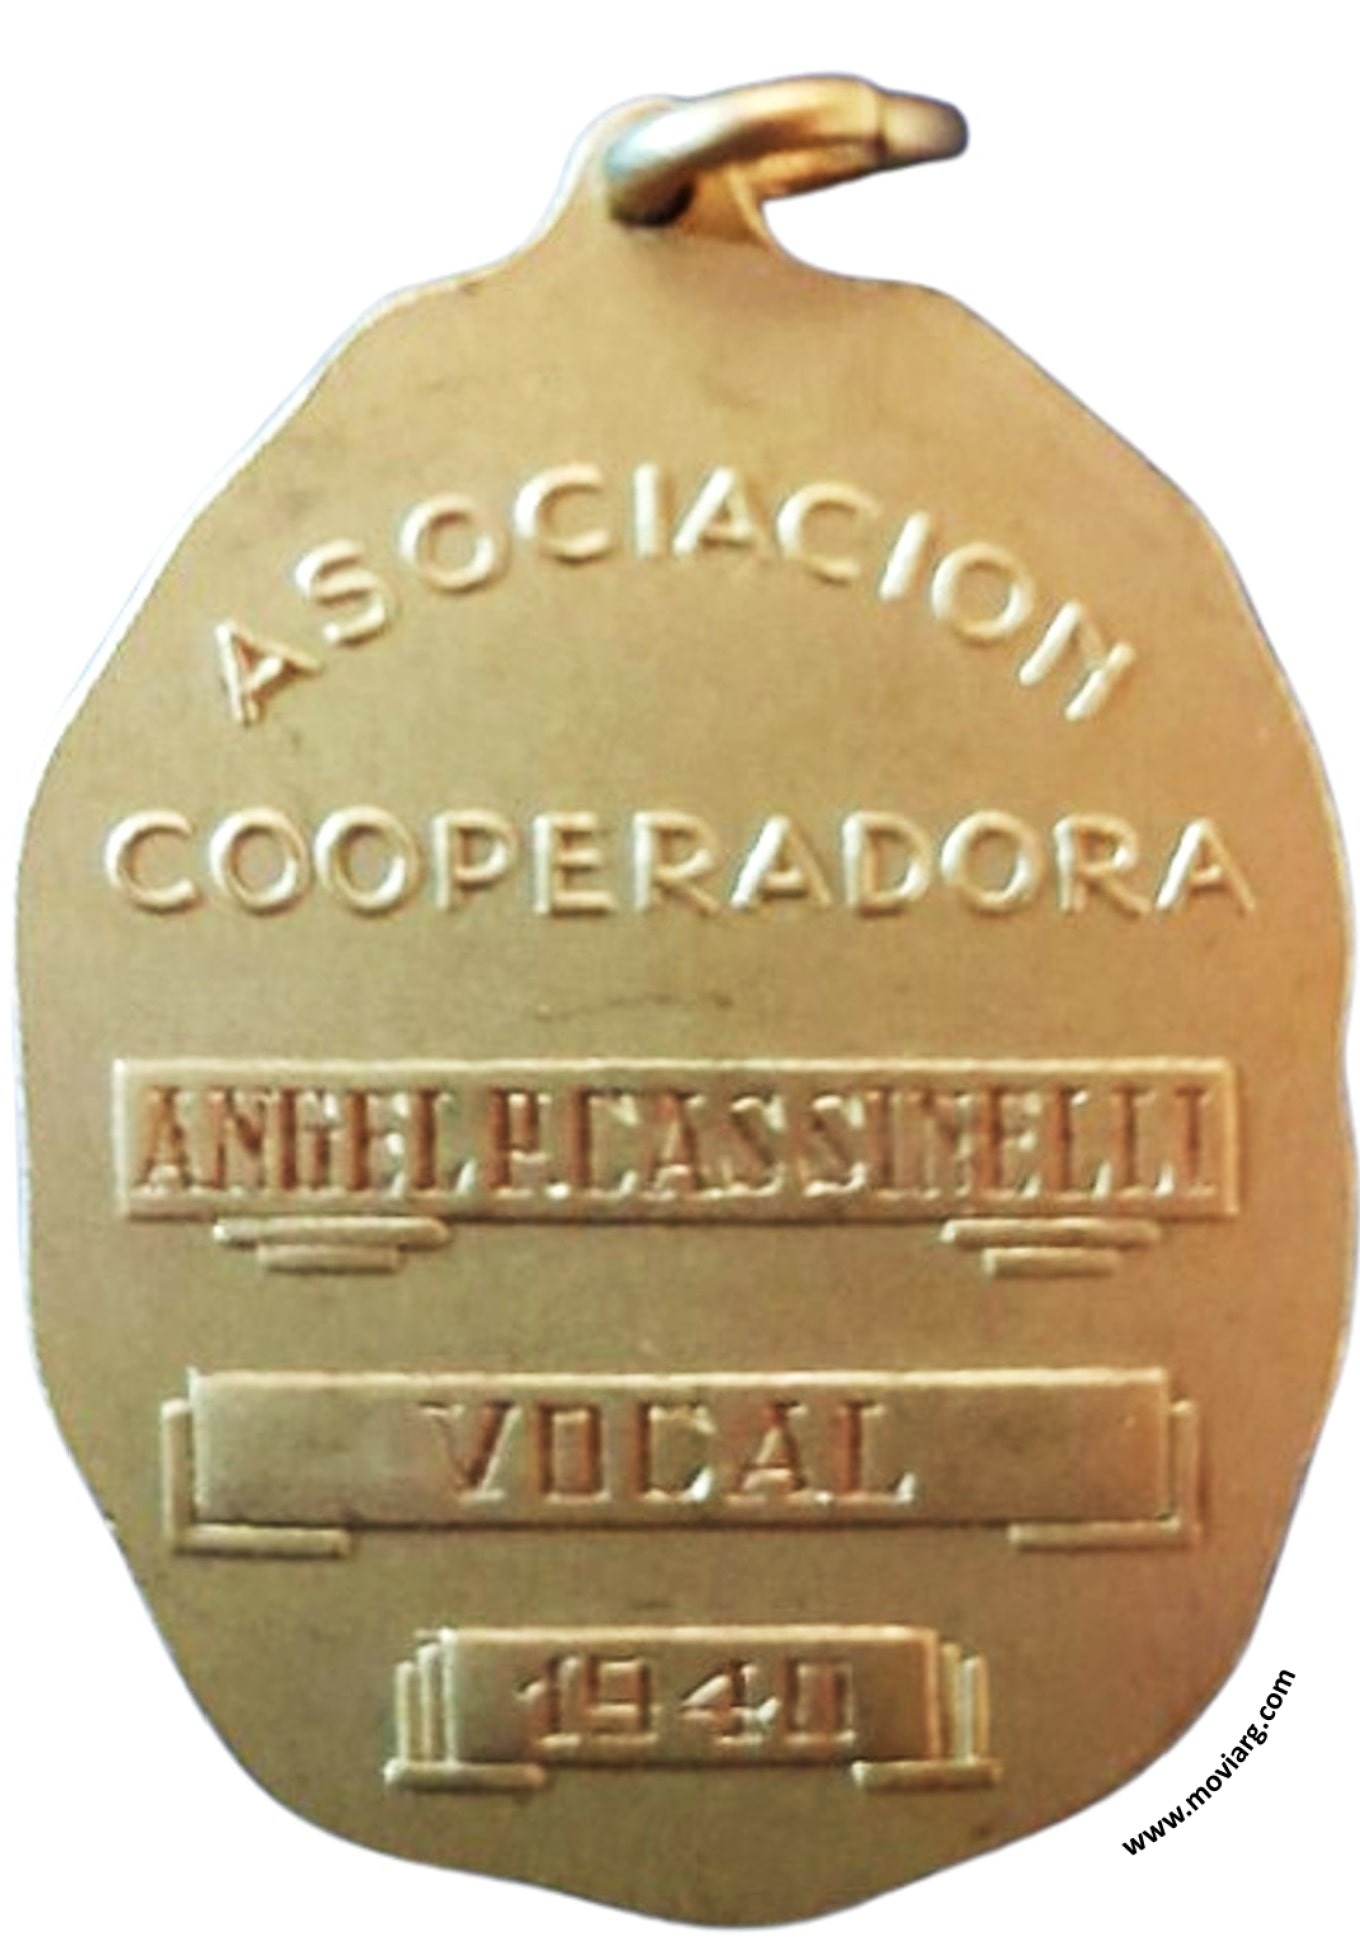 ASOCIACION
COOPERADORA
ANGEL P. CASSINELLI
VOCAL
1940
www.moviarg.com